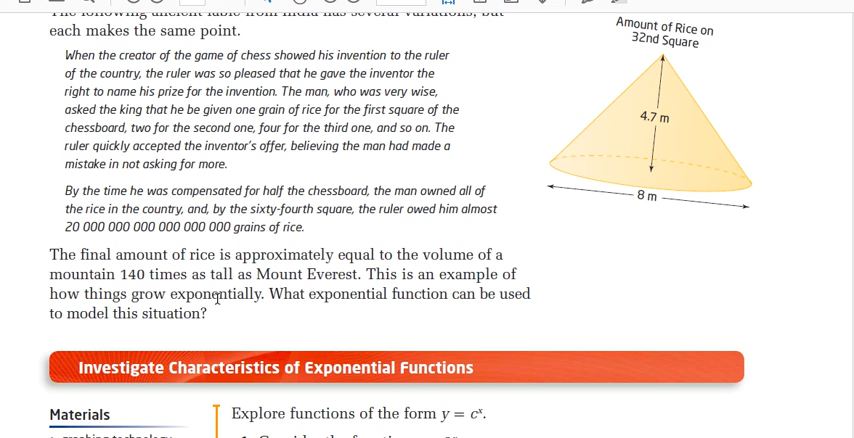 each makes the same point.
When the creator of the game of chess showed his invention to the ruler
of the country, the ruler was so pleased that he gave the inventor the
right to name his prize for the invention. The man, who was very wise,
asked the king that he be given one grain of rice for the first square of the
chessboard, two for the second one, four for the third one, and so on. The
ruler quickly accepted the inventor's offer, believing the man had made a
mistake in not asking for more.
By the time he was compensated for half the chessboard, the man owned all of
the rice in the country, and, by the sixty-fourth square, the ruler owed him almost
20 000 000 000 000 000 000 grains of rice.
Amount of Rice on
32nd Square
4.7 m
8 m
The final amount of rice is approximately equal to the volume of a
mountain 140 times as tall as Mount Everest. This is an example of
how things grow exponentially. What exponential function can be used
to model this situation?
Investigate Characteristics of Exponential Functions
Materials
Explore functions of the form y = cˣ.